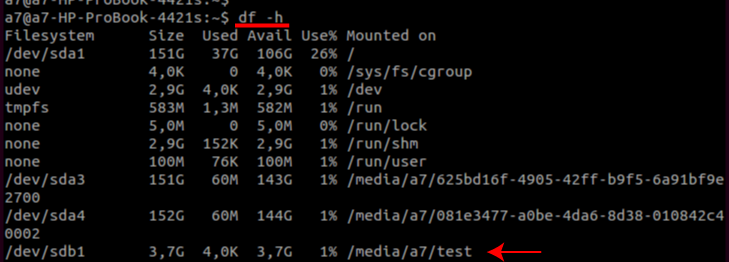 a7@a7-HP-ProBook-4421s:~$
a7@a7-HP-ProBook-4421s:~$ df -h
Filesystem Size Used Avail Use% Mounted on
/dev/sda1 151G 37G 106G 26% /
none 4,0K 0 4,0K 0% /sys/fs/cgroup
udev 2,9G 4,0K 2,9G 1% /dev
tmpfs 583M 1,3M 582M 1% /run
none 5,0M 0 5,0M 0% /run/lock
none 2,9G 152K 2,9G 1% /run/shm
none 100M 76K 100M 1% /run/user
/dev/sda3 151G 60M 143G 1% /media/a7/625bd16f-4905-42ff-b9f5-6a91bf9e
2700
/dev/sda4 152G 60M 144G 1% /media/a7/081e3477-a0be-4da6-8d38-010842c4
0002
/dev/sdb1 3,7G 4,0K 3,7G 1% /media/a7/test